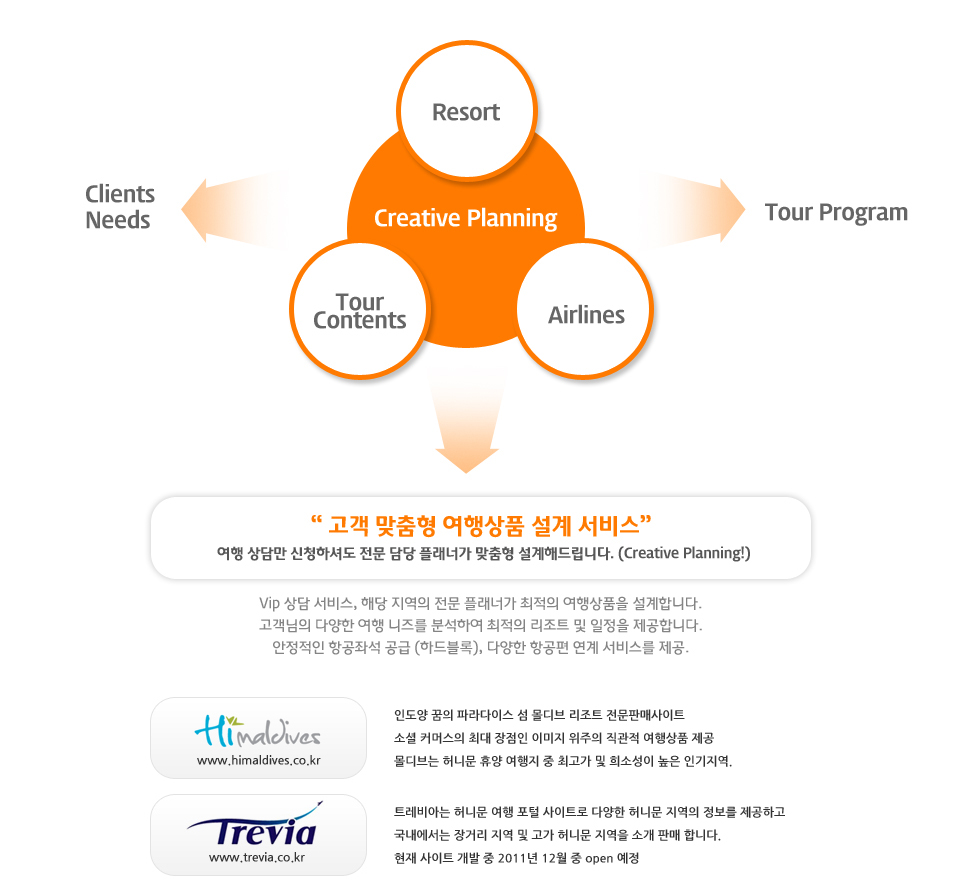 Resort
Clients
Needs
Creative Planning
Tour Program
Tour
Contents
Airlines
“ 고객 맞춤형 여행상품 설계 서비스”
여행 상담만 신청하셔도 전문 담당 플래너가 맞춤형 설계해드립니다. (Creative Planning!)
Vip 상담 서비스, 해당 지역의 전문 플래너가 최적의 여행상품을 설계합니다.
고객님의 다양한 여행 니즈를 분석하여 최적의 리조트 및 일정을 제공합니다.
안정적인 항공좌석 공급 (하드블록), 다양한 항공편 연계 서비스를 제공.
Himaldives
www.himaldives.co.kr
인도양 꿈의 파라다이스 섬 몰디브 리조트 전문판매사이트
소셜 커머스의 최대 장점인 이미지 위주의 직관적 여행상품 제공
몰디브는 허니문 휴양 여행지 중 최고가 및 희소성이 높은 인기지역.
Trevia
www.trevia.co.kr
트레비아는 허니문 여행 포털 사이트로 다양한 허니문 지역의 정보를 제공하고
국내에서는 장거리 지역 및 고가 허니문 지역을 소개 판매 합니다.
현재 사이트 개발 중 2011년 12월 중 open 예정